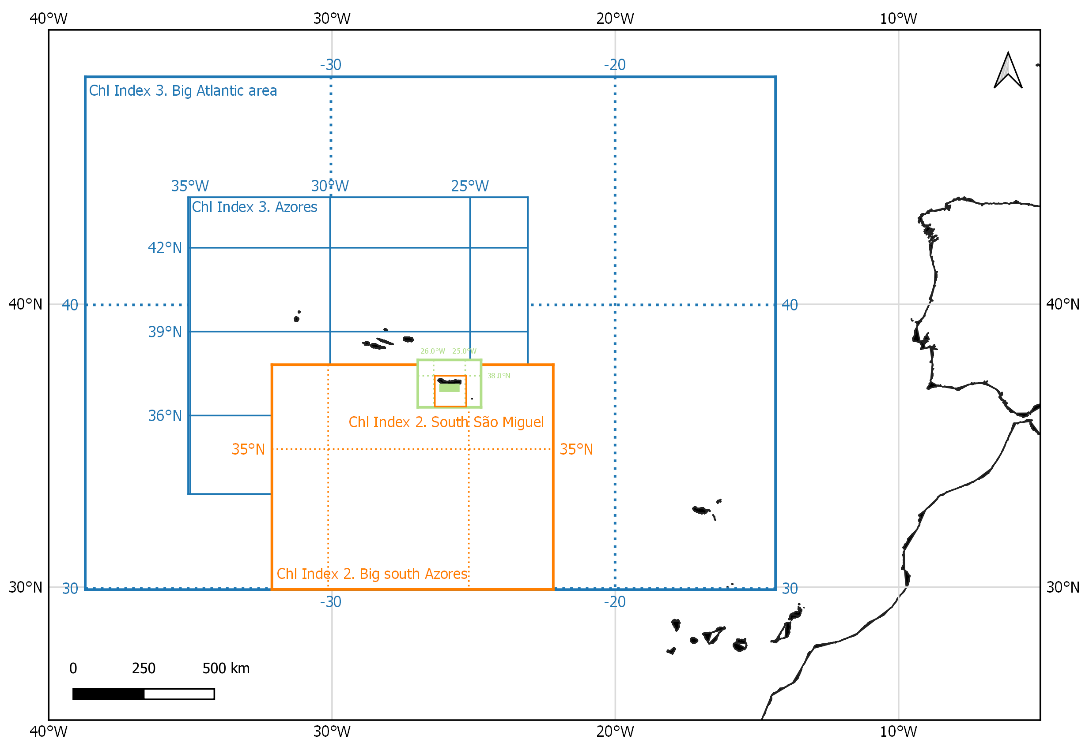 40°W 30°W 20°W 10°W
-30 -20
Chl Index 3. Big Atlantic area
35°W 30°W 25°W
Chl Index 3. Azores
42°N
40°N 40 40 40°N
39°N
26.0°W 25.0°W
38.0°N
36°N
Chl Index 2. South São Miguel
35°N 35°N
Chl Index 2. Big south Azores
30°N 30 30 30°N
-30 -20
0 250 500 km
40°W 30°W 20°W 10°W